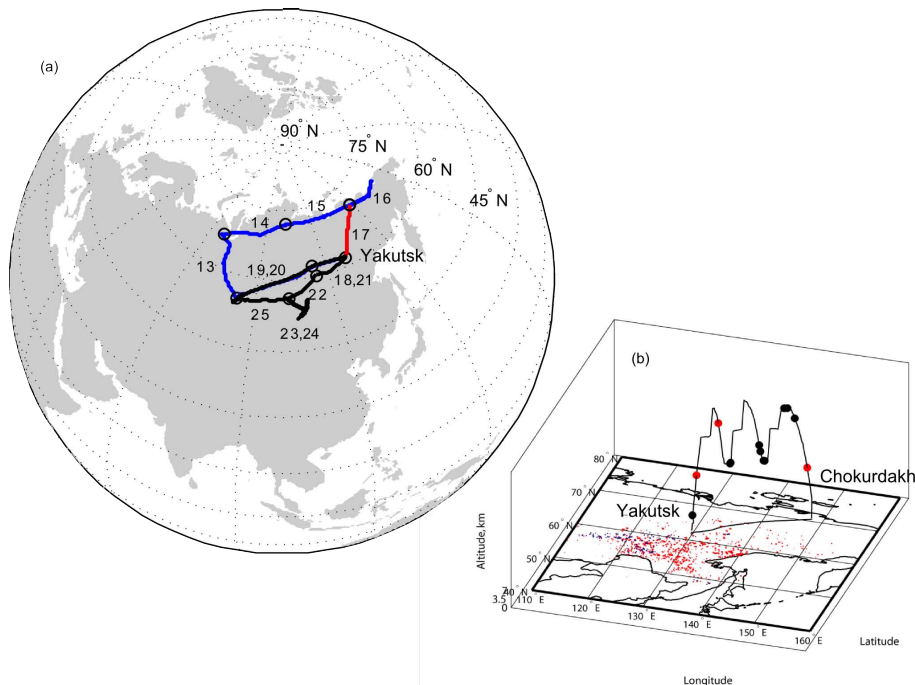 (a)
90° N
75° N
60° N
45° N
16
15
14
17
Yakutsk
13
19,20
18,21
22
25
23,24
(b)
Chokurdakh
Yakutsk
80° N
70° N
60° N
50° N
40° N
Altitude, km
3.5
0
110° E
120° E
130° E
140° E
150° E
160° E
Latitude
Longitude